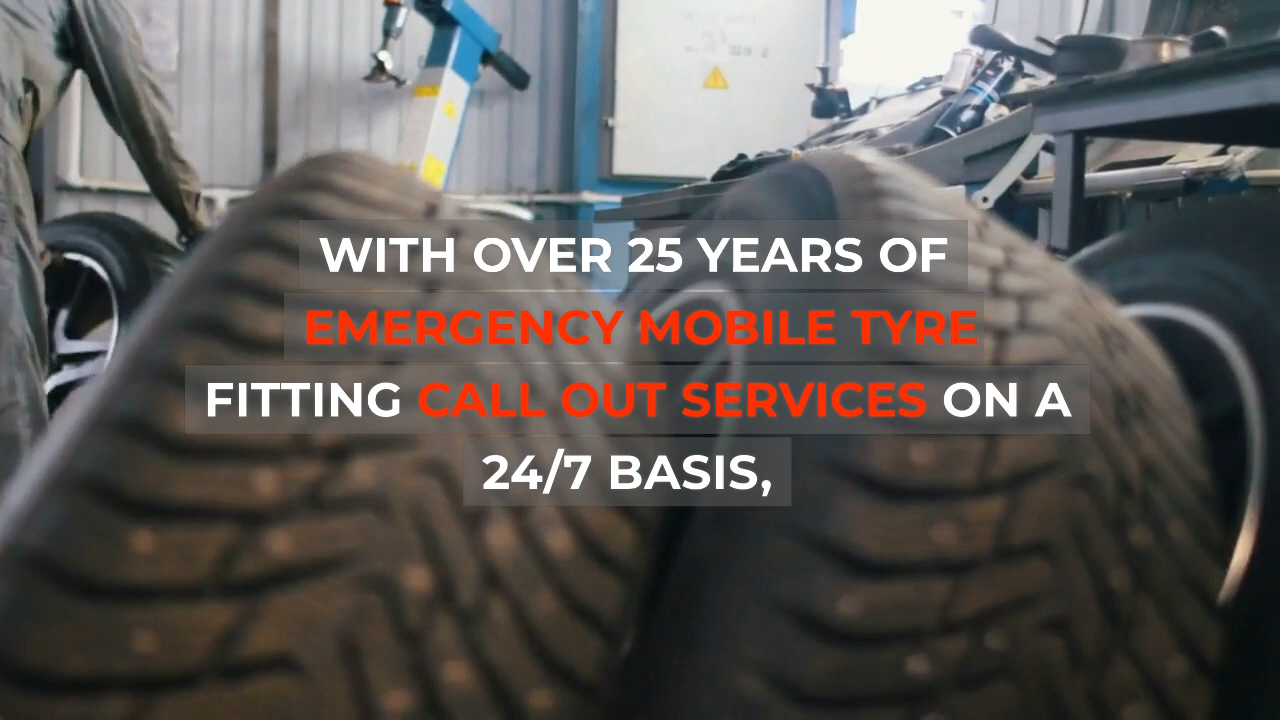 WITH OVER 25 YEARS OF
EMERGENCY MOBILE TYRE
FITTING CALL OUT SERVICES ON A
24/7 BASIS,